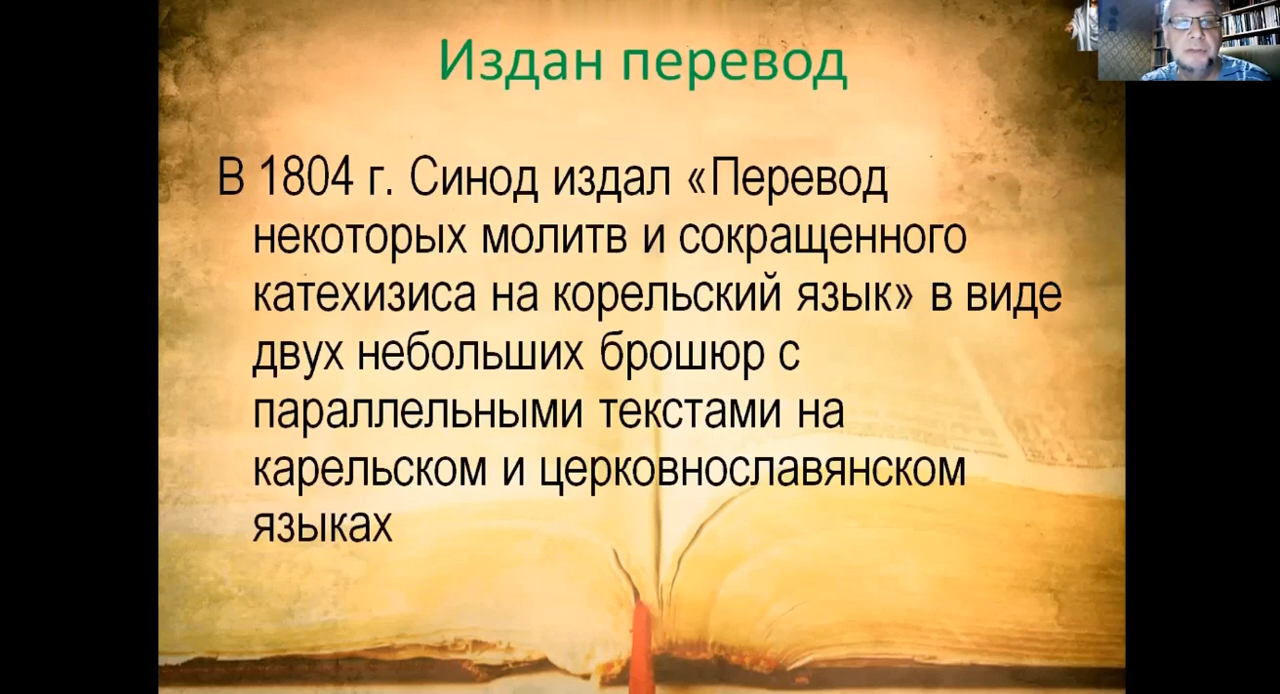 Издан перевод
В 1804 г. Синод издал «Перевод
некоторых молитв и сокращенного
катехизиса на корельский язык» в виде
двух небольших брошюр с
параллельными текстами на
карельском и церковнославянском
языках